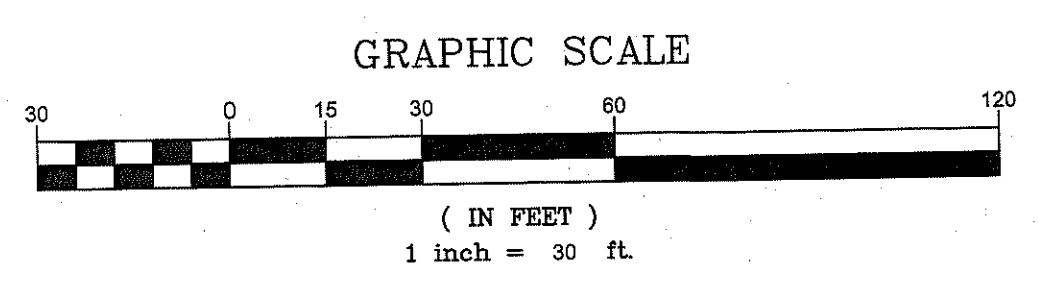 GRAPHIC SCALE
30 0 15 30 60 120
( IN FEET )
1 inch = 30 ft.